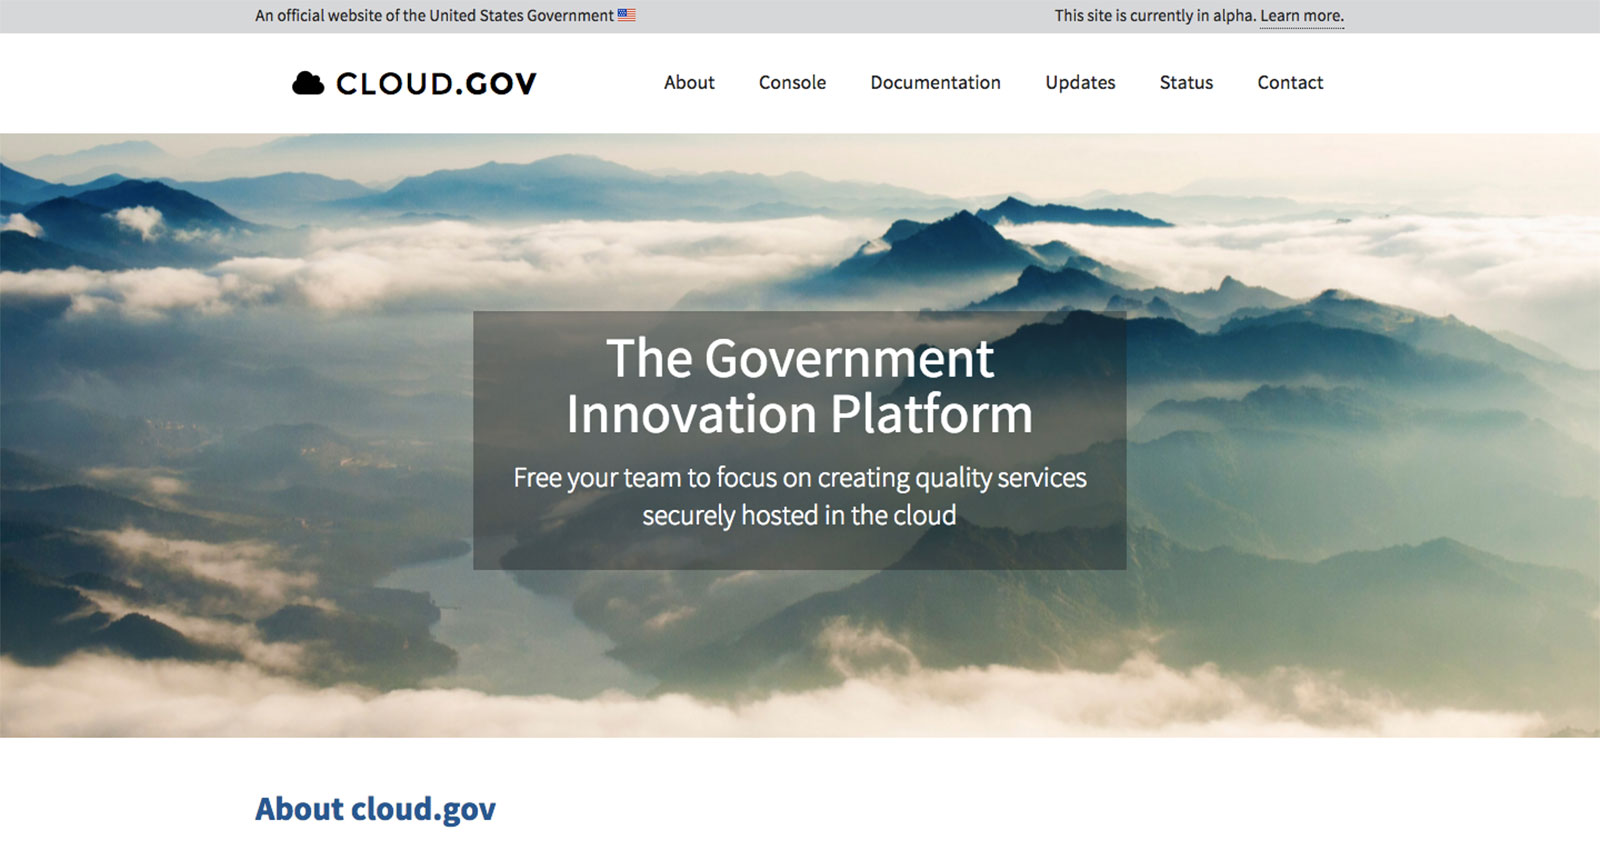 An official website of the United States Government
This site is currently in alpha. Learn more.
CLOUD.GOV
About
Console
Documentation
Updates
Status
Contact
The Government
Innovation Platform
Free your team to focus on creating quality services
securely hosted in the cloud
About cloud.gov